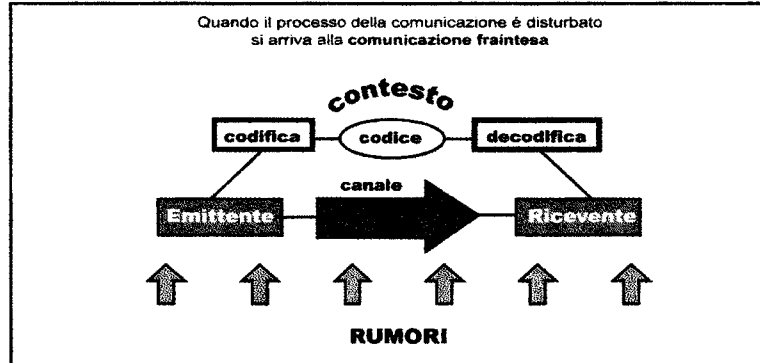 Quando il processo della comunicazione é disturbato
si arriva alla comunicazione fraintesa
contesto
codifica codice decodifica
canale
Emittente Ricevente
RUMORI